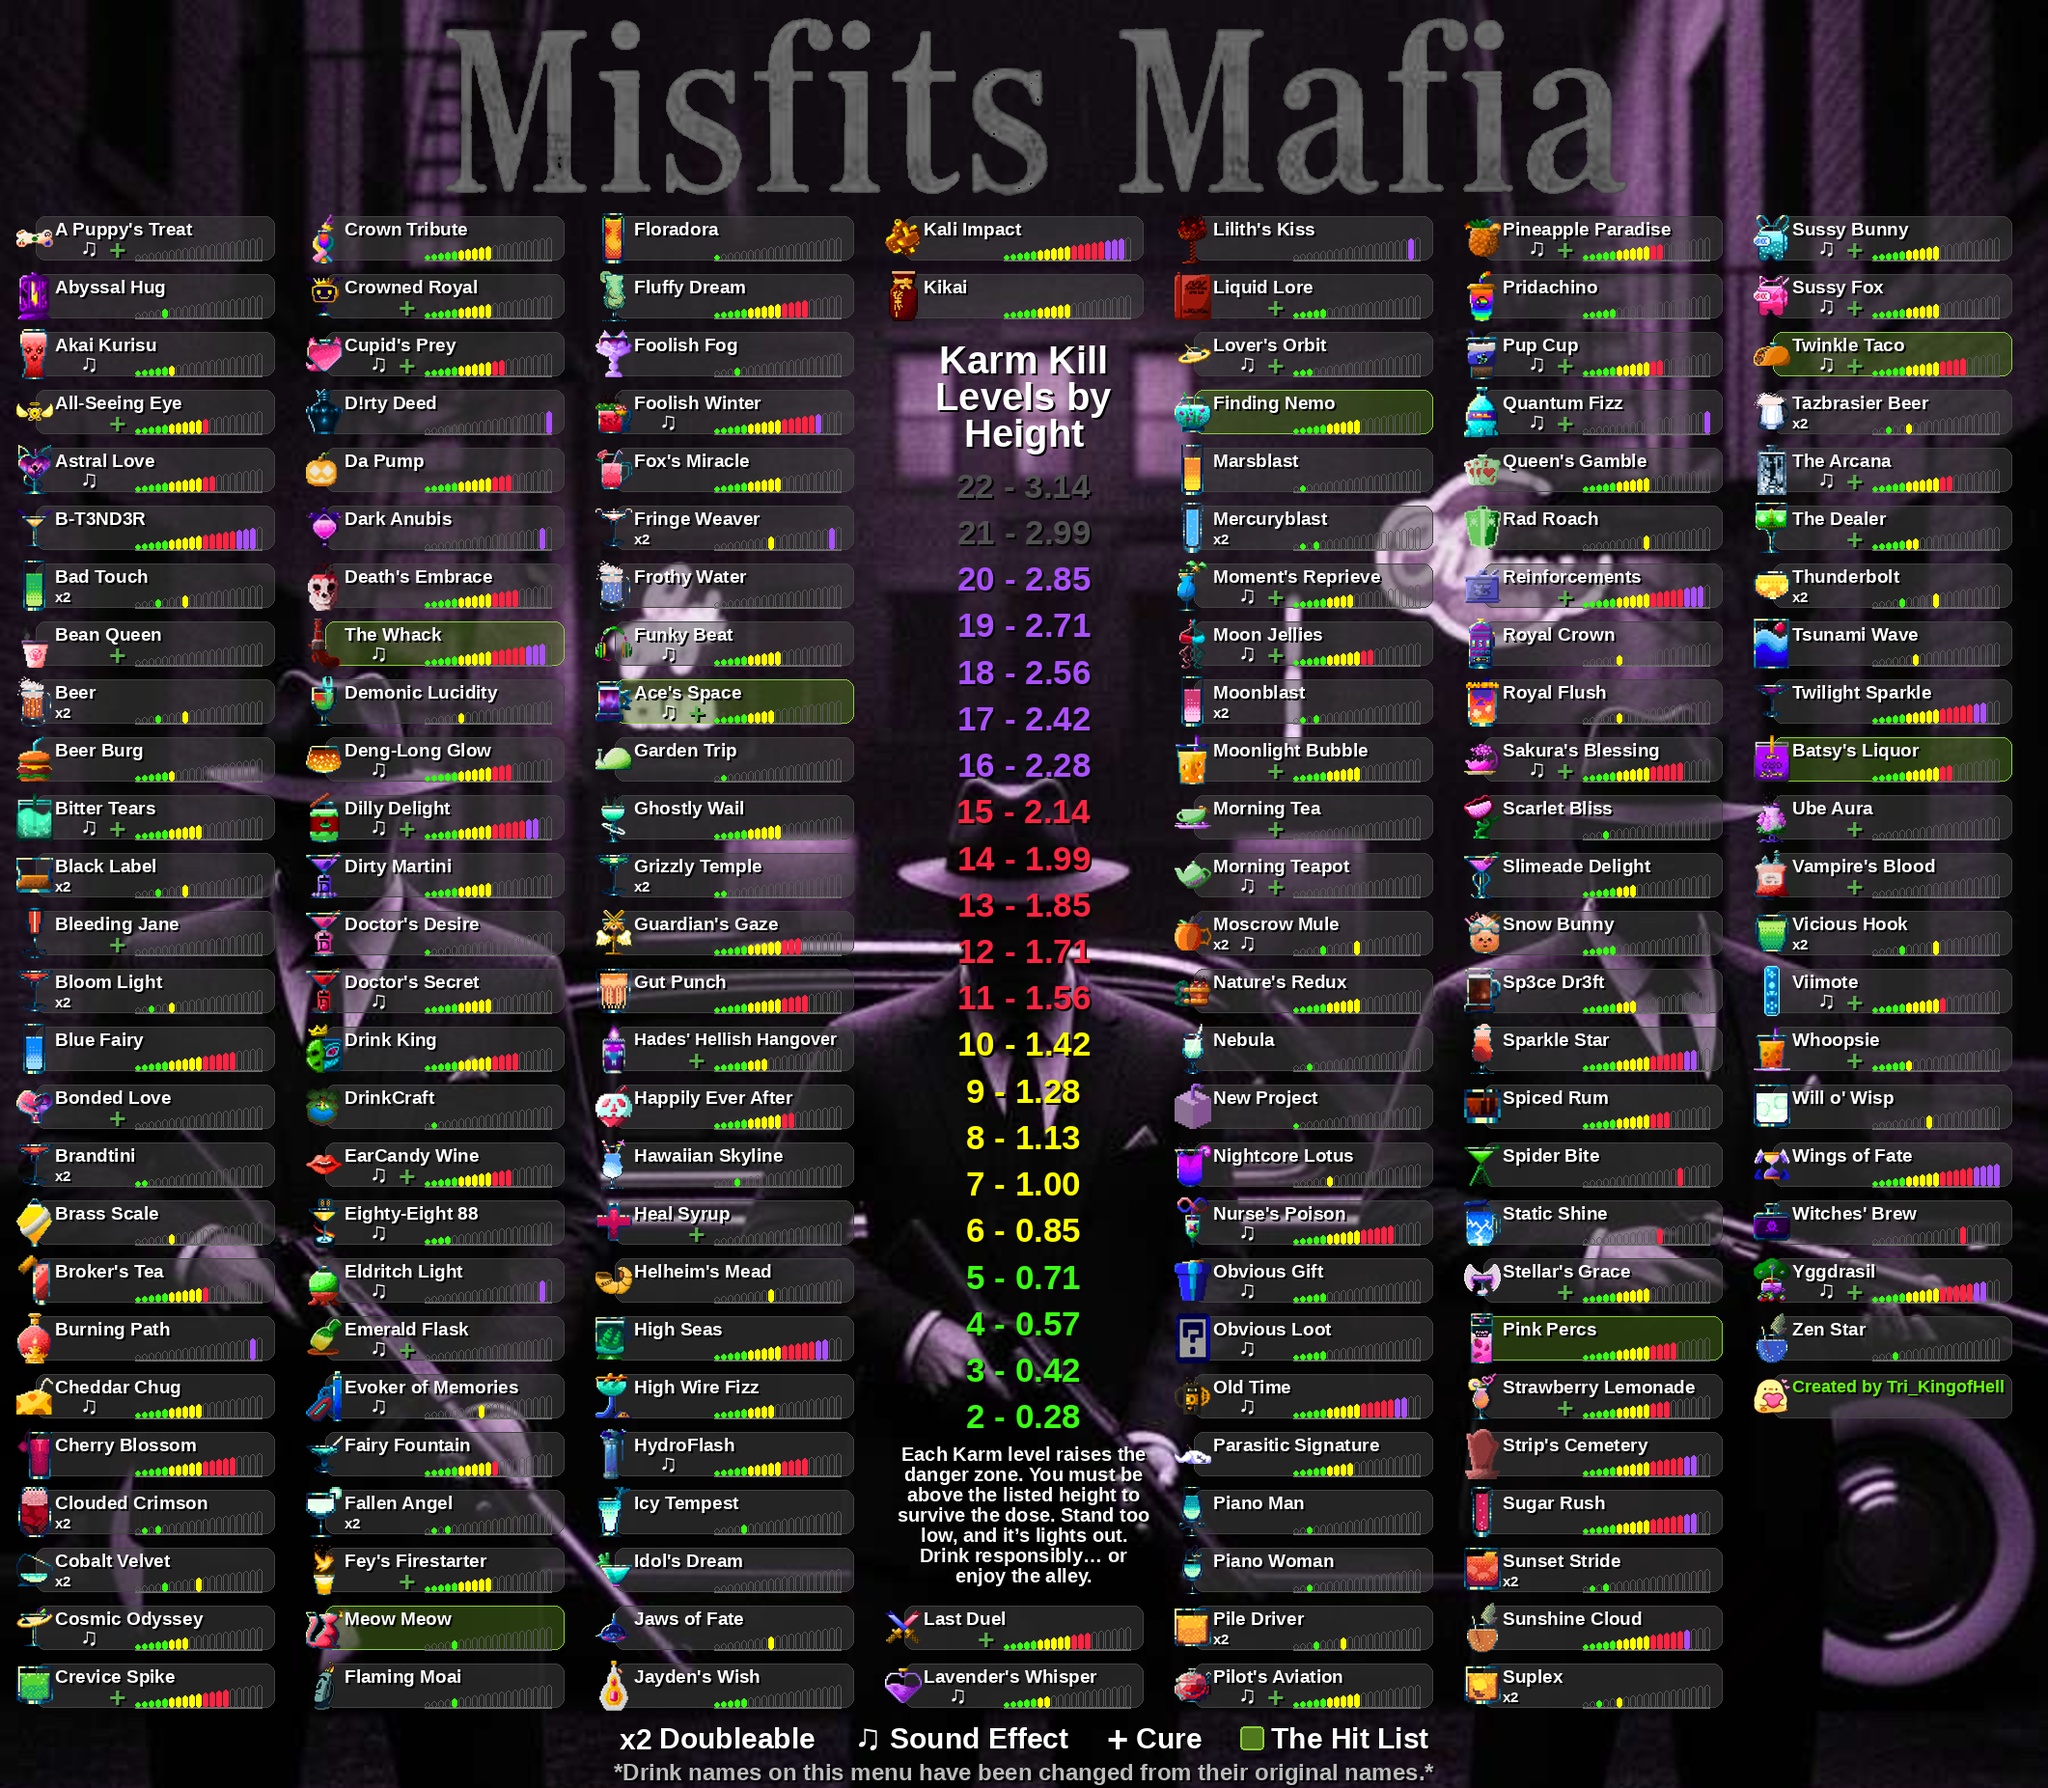 Misfits Mafia
A Puppy's Treat
♫ +
Abyssal Hug
Akai Kurisu
♫
All-Seeing Eye
+
Astral Love
♫
B-T3ND3R
Bad Touch
x2
Bean Queen
+
Beer
x2
Beer Burg
Bitter Tears
♫ +
Black Label
x2
Bleeding Jane
+
Bloom Light
x2
Blue Fairy
Bonded Love
+
Brandtini
x2
Brass Scale
Broker's Tea
Burning Path
Cheddar Chug
♫
Cherry Blossom
Clouded Crimson
x2
Cobalt Velvet
x2
Cosmic Odyssey
♫
Crevice Spike
+
Crown Tribute
Crowned Royal
+
Cupid's Prey
♫ +
D!rty Deed
Da Pump
Dark Anubis
Death's Embrace
The Whack
♫
Demonic Lucidity
Deng-Long Glow
♫
Dilly Delight
♫ +
Dirty Martini
Doctor's Desire
Doctor's Secret
♫
Drink King
DrinkCraft
EarCandy Wine
♫ +
Eighty-Eight 88
♫
Eldritch Light
♫
Emerald Flask
♫ +
Evoker of Memories
♫
Fairy Fountain
Fallen Angel
x2
Fey's Firestarter
+
Meow Meow
Flaming Moai
Floradora
Fluffy Dream
Foolish Fog
Foolish Winter
♫
Fox's Miracle
Fringe Weaver
x2
Frothy Water
Funky Beat
♫
Ace's Space
♫ +
Garden Trip
Ghostly Wail
Grizzly Temple
x2
Guardian's Gaze
Gut Punch
Hades' Hellish Hangover
+
Happily Ever After
Hawaiian Skyline
Heal Syrup
+
Helheim's Mead
High Seas
High Wire Fizz
HydroFlash
♫
Icy Tempest
Idol's Dream
Jaws of Fate
Jayden's Wish
Kali Impact
Kikai
Karm Kill
Levels by
Height
22 - 3.14
21 - 2.99
20 - 2.85
19 - 2.71
18 - 2.56
17 - 2.42
16 - 2.28
15 - 2.14
14 - 1.99
13 - 1.85
12 - 1.71
11 - 1.56
10 - 1.42
9 - 1.28
8 - 1.13
7 - 1.00
6 - 0.85
5 - 0.71
4 - 0.57
3 - 0.42
2 - 0.28
Each Karm level raises the
danger zone. You must be
above the listed height to
survive the dose. Stand too
low, and it’s lights out.
Drink responsibly… or
enjoy the alley.
Last Duel
+
Lavender's Whisper
♫
Lilith's Kiss
Liquid Lore
+
Lover's Orbit
♫ +
Finding Nemo
Marsblast
Mercuryblast
x2
Moment's Reprieve
♫ +
Moon Jellies
♫ +
Moonblast
x2
Moonlight Bubble
+
Morning Tea
+
Morning Teapot
♫ +
Moscrow Mule
x2 ♫
Nature's Redux
Nebula
New Project
Nightcore Lotus
Nurse's Poison
♫
Obvious Gift
♫
Obvious Loot
♫
Old Time
♫
Parasitic Signature
Piano Man
Piano Woman
Pile Driver
x2
Pilot's Aviation
♫ +
Pineapple Paradise
♫ +
Pridachino
Pup Cup
♫ +
Quantum Fizz
♫ +
Queen's Gamble
Rad Roach
Reinforcements
+
Royal Crown
Royal Flush
Sakura's Blessing
♫ +
Scarlet Bliss
Slimeade Delight
Snow Bunny
Sp3ce Dr3ft
Sparkle Star
Spiced Rum
Spider Bite
Static Shine
Stellar's Grace
+
Pink Percs
Strawberry Lemonade
+
Strip's Cemetery
Sugar Rush
Sunset Stride
x2
Sunshine Cloud
Suplex
x2
Sussy Bunny
Sussy Fox
Twinkle Taco
♫ +
Tazbrasier Beer
x2
The Arcana
♫ +
The Dealer
+
Thunderbolt
x2
Tsunami Wave
Twilight Sparkle
Batsy's Liquor
Ube Aura
+
Vampire's Blood
+
Vicious Hook
x2
Viimote
♫ +
Whoopsie
+
Will o' Wisp
Wings of Fate
Witches' Brew
Yggdrasil
♫ +
Zen Star
Created by Tri_KingofHell
x2 Doubleable ♫ Sound Effect + Cure The Hit List
*Drink names on this menu have been changed from their original names.*